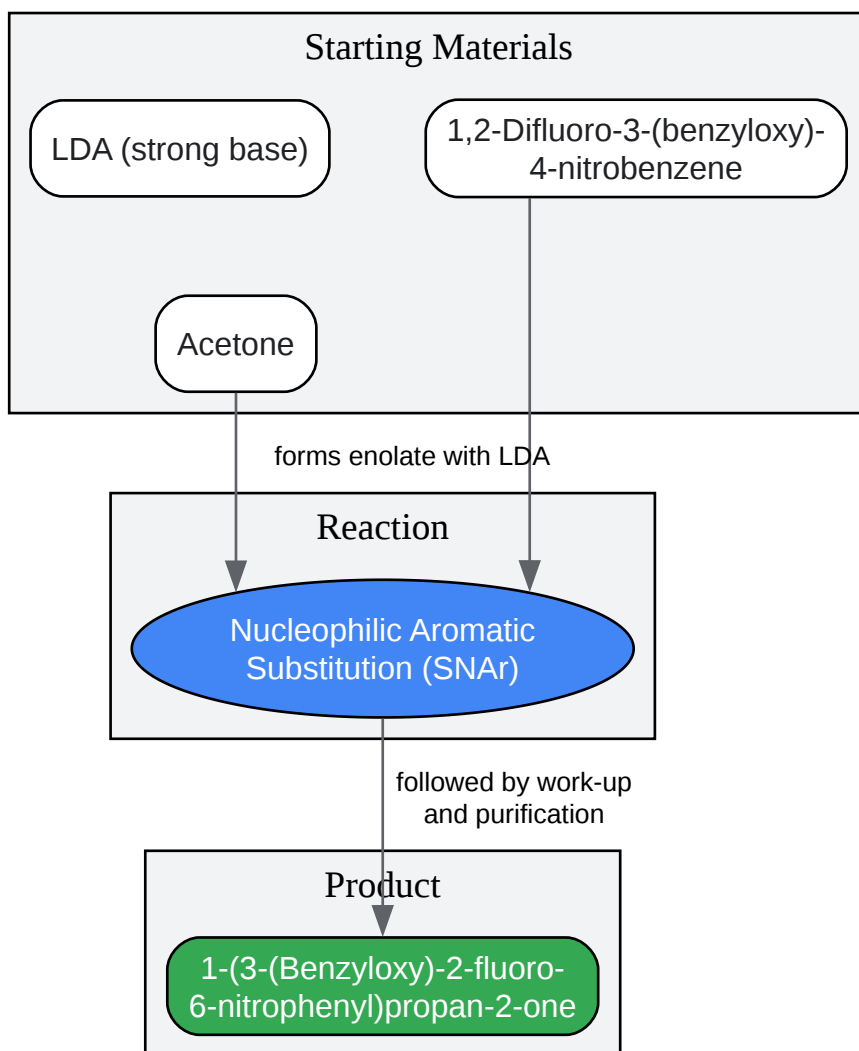 Starting Materials
LDA (strong base)
1,2-Difluoro-3-(benzyloxy)-
4-nitrobenzene
Acetone
forms enolate with LDA
Reaction
Nucleophilic Aromatic
Substitution (SNAr)
followed by work-up
and purification
Product
1-(3-(Benzyloxy)-2-fluoro-
6-nitrophenyl)propan-2-one